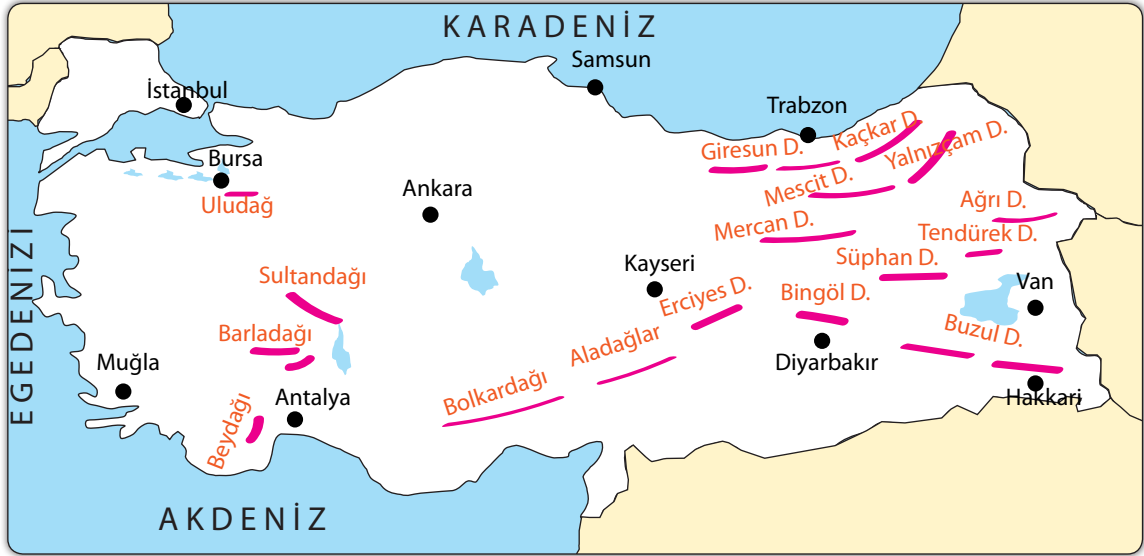 KARADENİZ
Samsun
İstanbul
Trabzon
Kaçkar D.
Giresun D.
Yalnızçam D.
Bursa
Mescit D.
Ankara
Uludağ
Ağrı D.
Mercan D.
Tendürek D.
EGEDENİZİ
Süphan D.
Kayseri
Sultandağı
Van
Erciyes D.
Bingöl D.
Barladağı
Buzul D.
Aladağlar
Muğla
Diyarbakır
Bolkardağı
Antalya
Hakkari
Beydağı
AKDENİZ